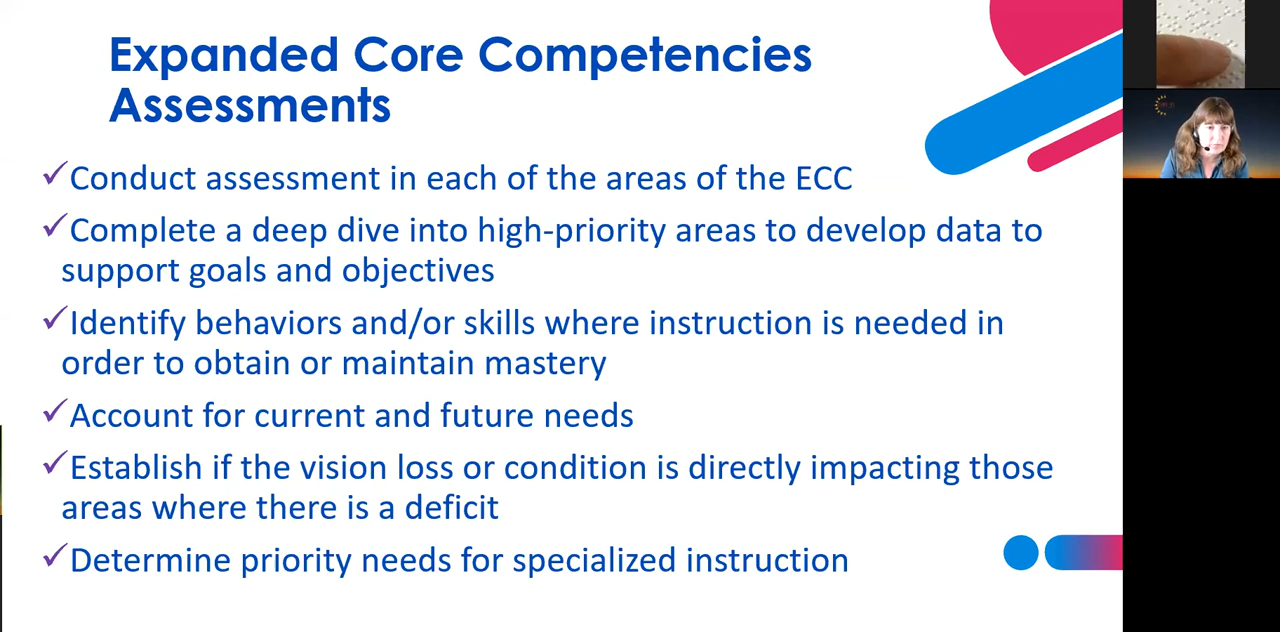 Expanded Core Competencies
Assessments
✓Conduct assessment in each of the areas of the ECC
✓Complete a deep dive into high-priority areas to develop data to
support goals and objectives
✓Identify behaviors and/or skills where instruction is needed in
order to obtain or maintain mastery
✓Account for current and future needs
✓Establish if the vision loss or condition is directly impacting those
areas where there is a deficit
✓Determine priority needs for specialized instruction